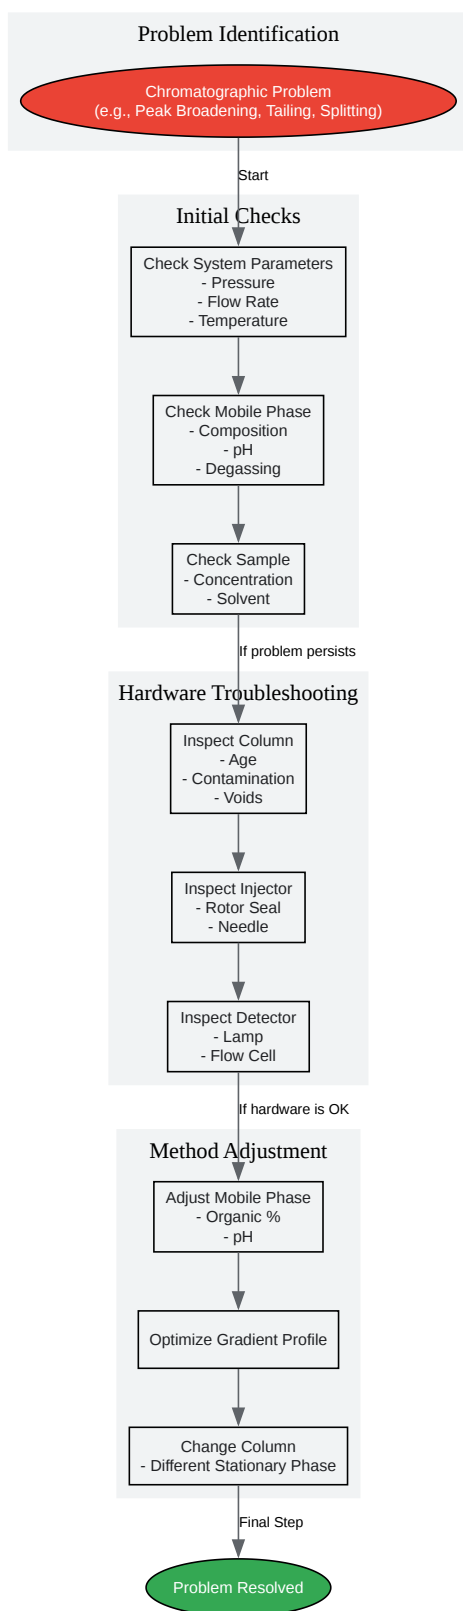 Problem Identification
Chromatographic Problem
(e.g., Peak Broadening, Tailing, Splitting)
Start
Initial Checks
Check System Parameters
- Pressure
- Flow Rate
- Temperature
Check Mobile Phase
- Composition
- pH
- Degassing
Check Sample
- Concentration
- Solvent
If problem persists
Hardware Troubleshooting
Inspect Column
- Age
- Contamination
- Voids
Inspect Injector
- Rotor Seal
- Needle
Inspect Detector
- Lamp
- Flow Cell
If hardware is OK
Method Adjustment
Adjust Mobile Phase
- Organic %
- pH
Optimize Gradient Profile
Change Column
- Different Stationary Phase
Final Step
Problem Resolved